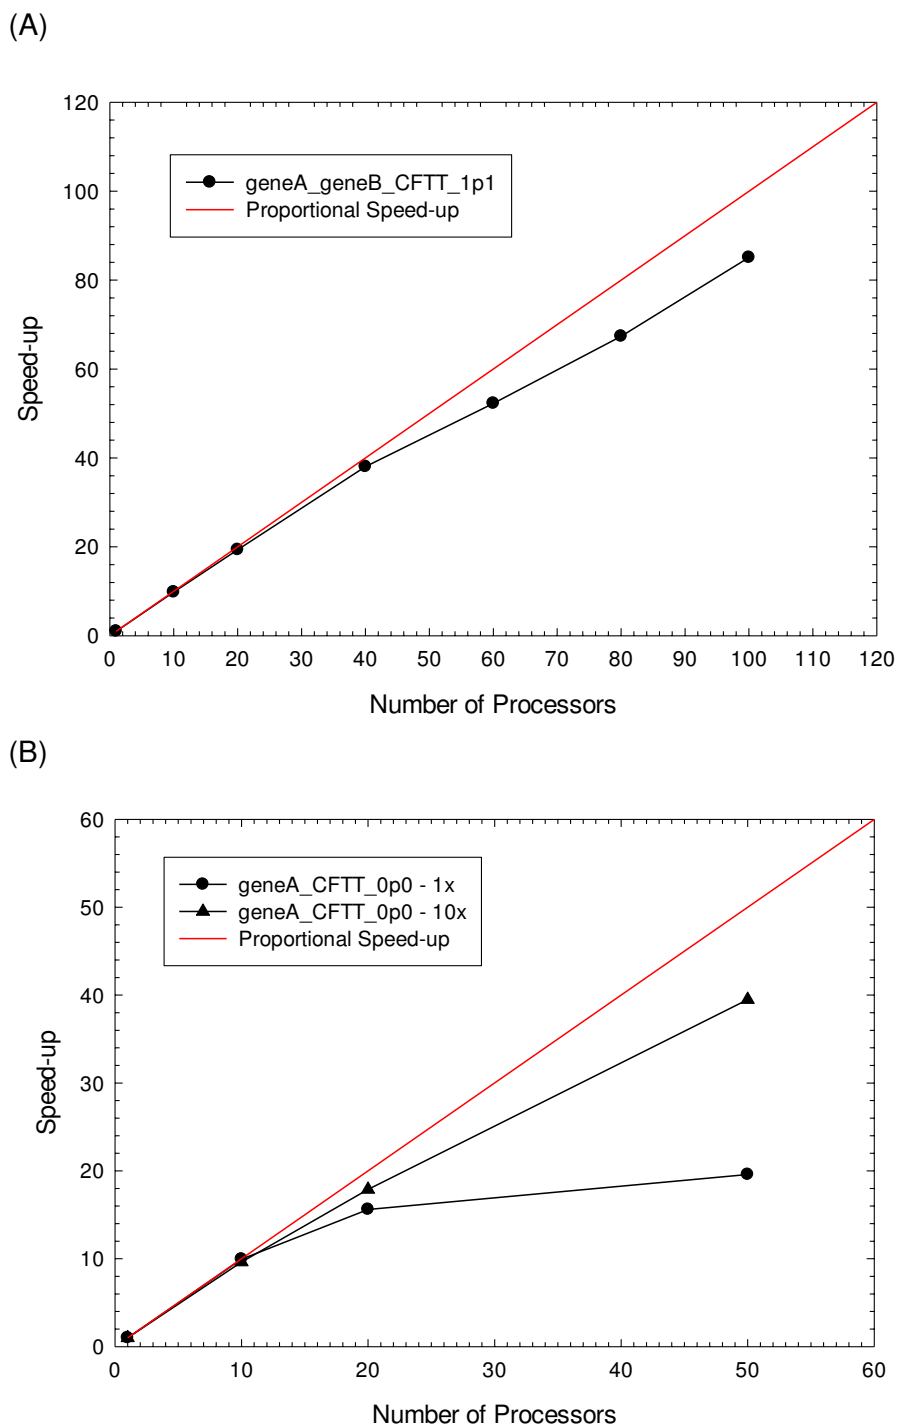 (A)
120
100
80
60
40
20
0
geneA_geneB_CFTT_1p1
Proportional Speed-up
Speed-up
0 10 20 30 40 50 60 70 80 90 100 110 120
Number of Processors
(B)
60
50
40
30
20
10
0
geneA_CFTT_0p0 - 1x
geneA_CFTT_0p0 - 10x
Proportional Speed-up
Speed-up
0 10 20 30 40 50 60
Number of Processors